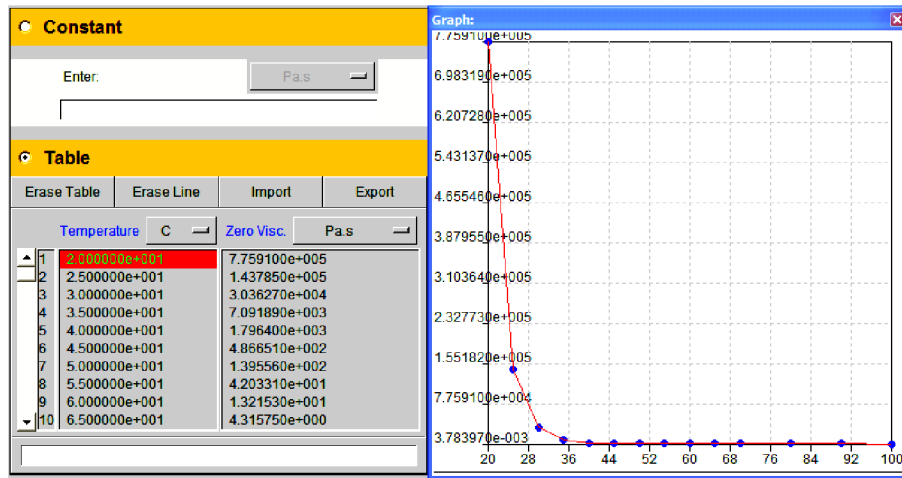 Constant
Enter:
Pa.s
Table
Erase Table Erase Line Import Export
Temperature C Zero Visc. Pa.s
1 2.000000e+001 7.759100e+005
2 2.500000e+001 1.437850e+005
3 3.000000e+001 3.036270e+004
4 3.500000e+001 7.091890e+003
5 4.000000e+001 1.796400e+003
6 4.500000e+001 4.866510e+002
7 5.000000e+001 1.395560e+002
8 5.500000e+001 4.203310e+001
9 6.000000e+001 1.321530e+001
10 6.500000e+001 4.315750e+000
Graph:
7.759100e+005
6.983190e+005
6.207280e+005
5.431370e+005
4.655460e+005
3.879550e+005
3.103640e+005
2.327730e+005
1.551820e+005
7.759100e+004
3.783970e-003
20 28 36 44 52 60 68 76 84 92 100